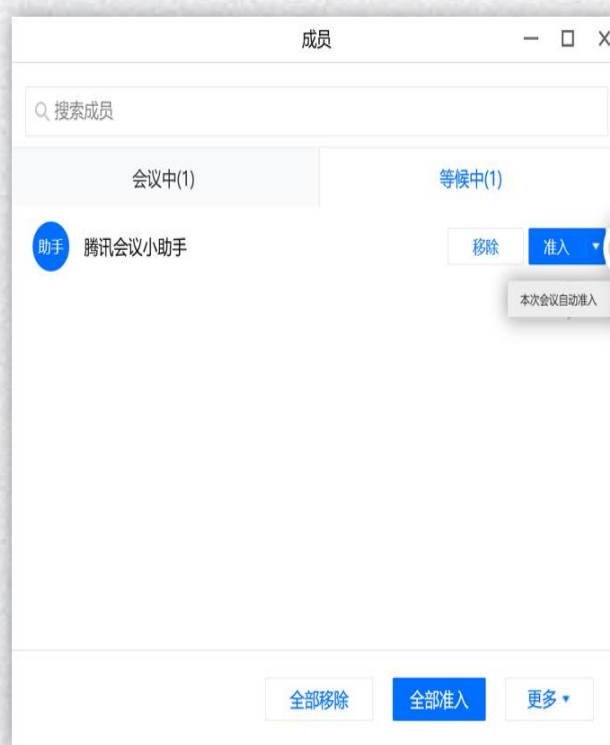 成员
搜索成员
会议中(1)
等候中(1)
助手 腾讯会议小助手 移除 准入
本次会议自动准入
全部移除 全部准入 更多